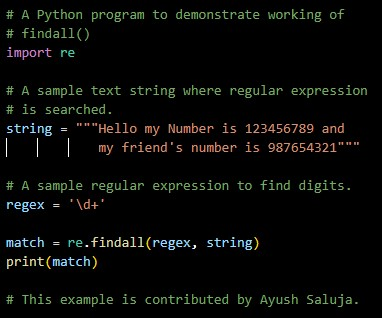 # A Python program to demonstrate working of
# findall()
import re
# A sample text string where regular expression
# is searched.
string = """Hello my Number is 123456789 and
            my friend's number is 987654321"""
# A sample regular expression to find digits.
regex = '\d+'
match = re.findall(regex, string)
print(match)
# This example is contributed by Ayush Saluja.